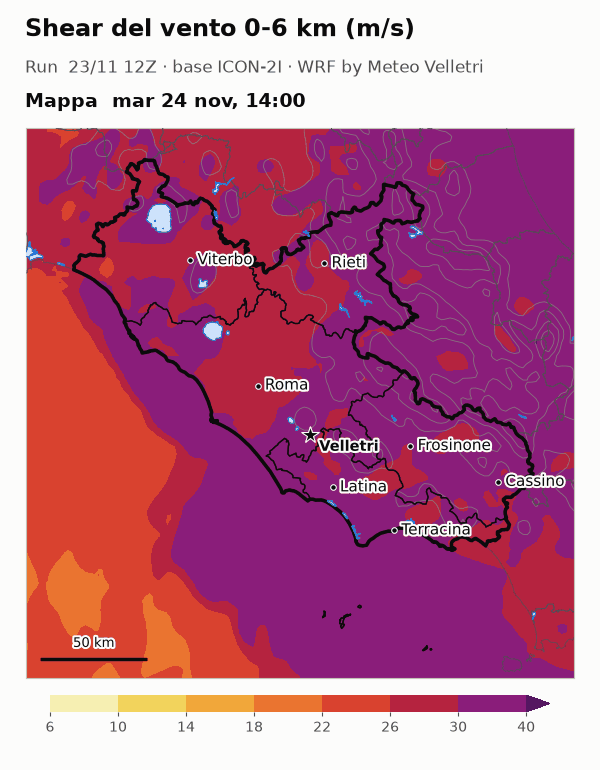 Shear del vento 0-6 km (m/s)
Run  23/11 12Z · base ICON-2I · WRF by Meteo Velletri
Mappa  mar 24 nov, 14:00
Viterbo
Rieti
Roma
Velletri
Frosinone
Latina
Cassino
Terracina
50 km
6 10 14 18 22 26 30 40